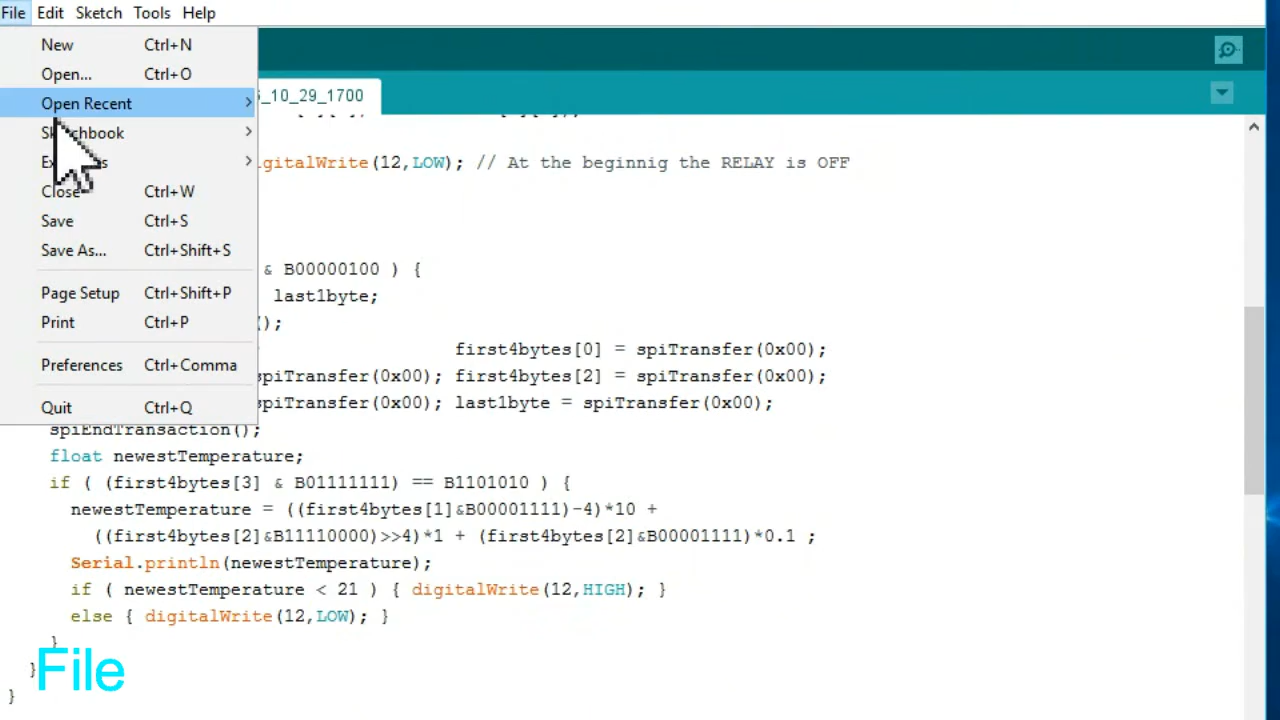 File Edit Sketch Tools Help
New Ctrl+N
Open... Ctrl+O
Open Recent
Sketchbook
Close Ctrl+W
Save Ctrl+S
Save As... Ctrl+Shift+S
Page Setup Ctrl+Shift+P
Print Ctrl+P
Preferences Ctrl+Comma
Quit Ctrl+Q
_10_29_1700
igitalWrite(12,LOW); // At the beginnig the RELAY is OFF
& B00000100 ) {
last1byte;
();
first4bytes[0] = spiTransfer(0x00);
spiTransfer(0x00); first4bytes[2] = spiTransfer(0x00);
spiTransfer(0x00); last1byte = spiTransfer(0x00);
spiEndTransaction();
float newestTemperature;
if ( (first4bytes[3] & B01111111) == B1101010 ) {
newestTemperature = ((first4bytes[1]&B00001111)-4)*10 +
((first4bytes[2]&B11110000)>>4)*1 + (first4bytes[2]&B00001111)*0.1 ;
Serial.println(newestTemperature);
if ( newestTemperature < 21 ) { digitalWrite(12,HIGH); }
else { digitalWrite(12,LOW); }
}
}
}
File